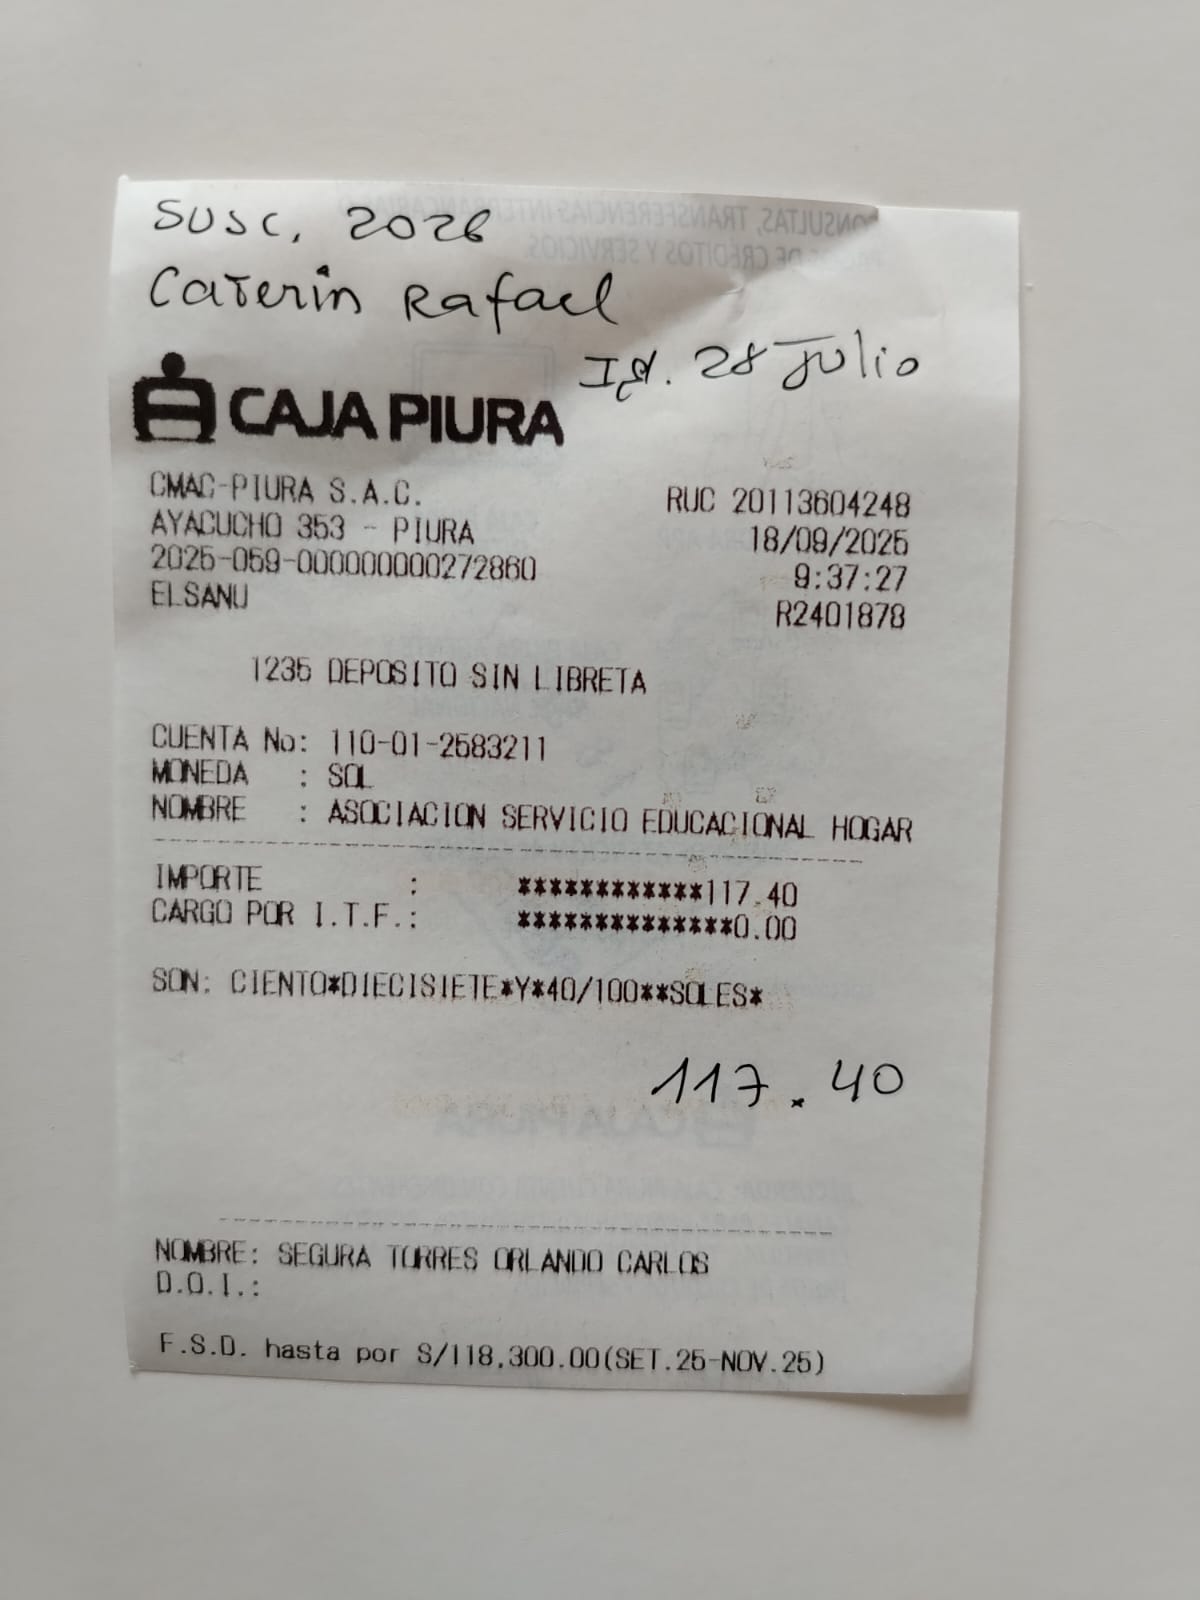 SUSC. 2026
Caterin Rafael
Igl. 28 Julio
CAJA PIURA
CMAC-PIURA S.A.C. RUC 20113604248
AYACUCHO 353 - PIURA 18/09/2025
2025-059-000000000272860 9:37:27
ELSANU R2401878
1235 DEPOSITO SIN LIBRETA
CUENTA No: 110-01-2583211
MONEDA : SOL
NOMBRE : ASOCIACION SERVICIO EDUCACIONAL HOGAR
IMPORTE : ************117.40
CARGO POR I.T.F.: **************0.00
SON: CIENTO*DIECISIETE*Y*40/100**SOLES*
117.40
NOMBRE: SEGURA TORRES ORLANDO CARLOS
D.O.I.:
F.S.D. hasta por S/118,300.00(SET.25-NOV.25)